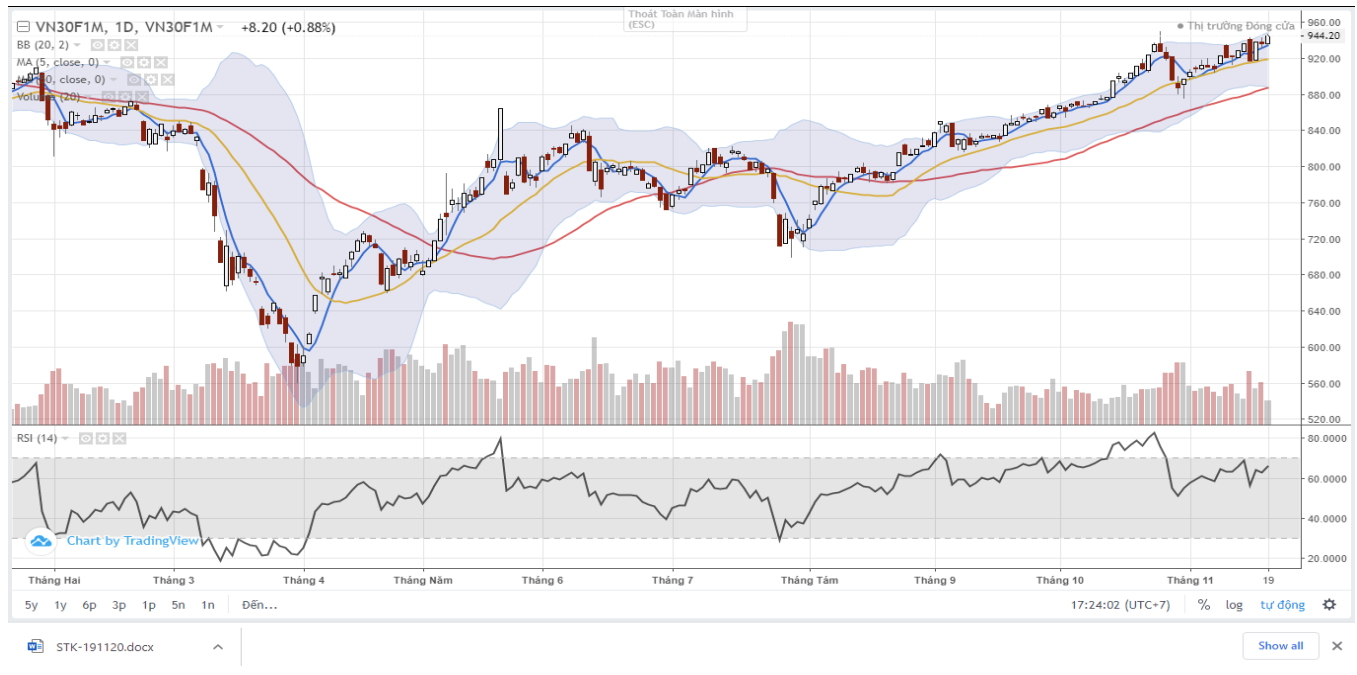 Thoát Toàn Màn hình
(ESC)
VN30F1M, 1D, VN30F1M +8.20 (+0.88%)
Thị trường Đóng cửa
BB (20, 2)
MA (5, close, 0)
0, close, 0)
Volume (20)
960.00
944.20
920.00
880.00
840.00
800.00
760.00
720.00
680.00
640.00
600.00
560.00
520.00
RSI (14)
80.0000
60.0000
40.0000
20.0000
Chart by TradingView
Tháng Hai Tháng 3 Tháng 4 Tháng Năm Tháng 6 Tháng 7 Tháng Tám Tháng 9 Tháng 10 Tháng 11 19
5y 1y 6p 3p 1p 5n 1n Đến... 17:24:02 (UTC+7) % log tự động
STK-191120.docx Show all